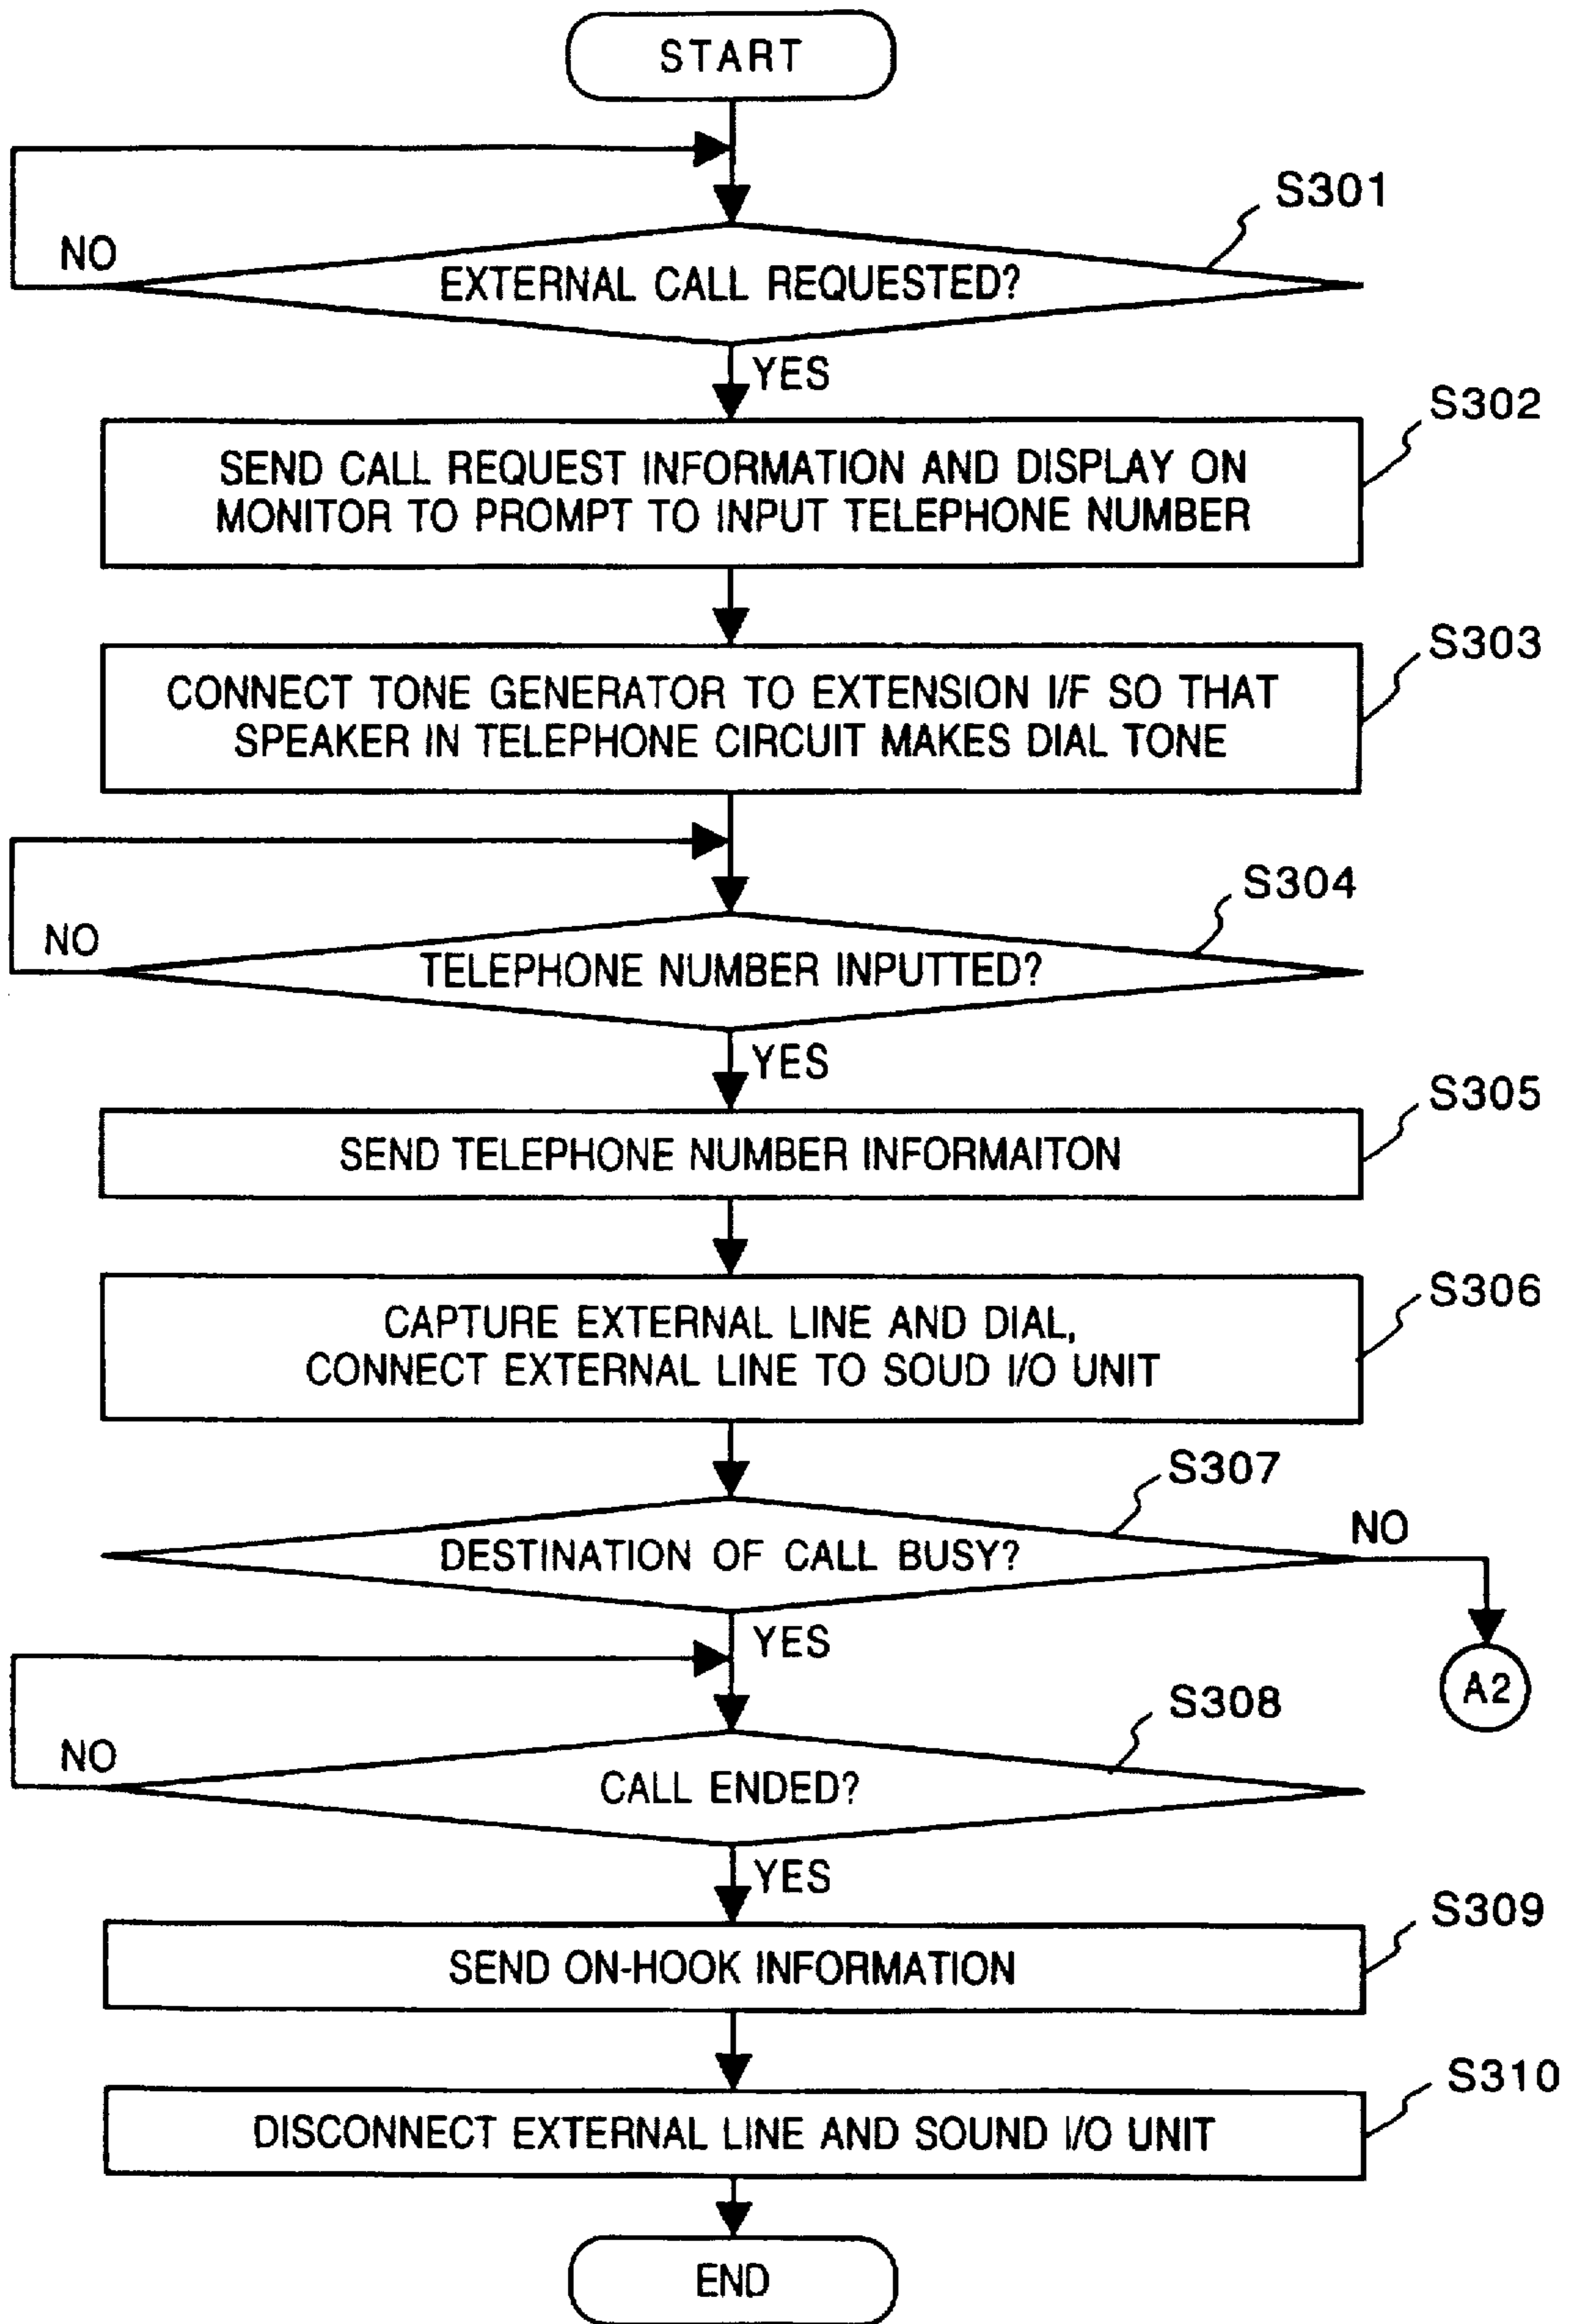 START
S301
NO
EXTERNAL CALL REQUESTED?
YES
S302
SEND CALL REQUEST INFORMATION AND DISPLAY ON
MONITOR TO PROMPT TO INPUT TELEPHONE NUMBER
S303
CONNECT TONE GENERATOR TO EXTENSION I/F SO THAT
SPEAKER IN TELEPHONE CIRCUIT MAKES DIAL TONE
S304
NO
TELEPHONE NUMBER INPUTTED?
YES
S305
SEND TELEPHONE NUMBER INFORMAITON
S306
CAPTURE EXTERNAL LINE AND DIAL,
CONNECT EXTERNAL LINE TO SOUD I/O UNIT
S307
NO
DESTINATION OF CALL BUSY?
YES
A2
S308
NO
CALL ENDED?
YES
S309
SEND ON-HOOK INFORMATION
S310
DISCONNECT EXTERNAL LINE AND SOUND I/O UNIT
END